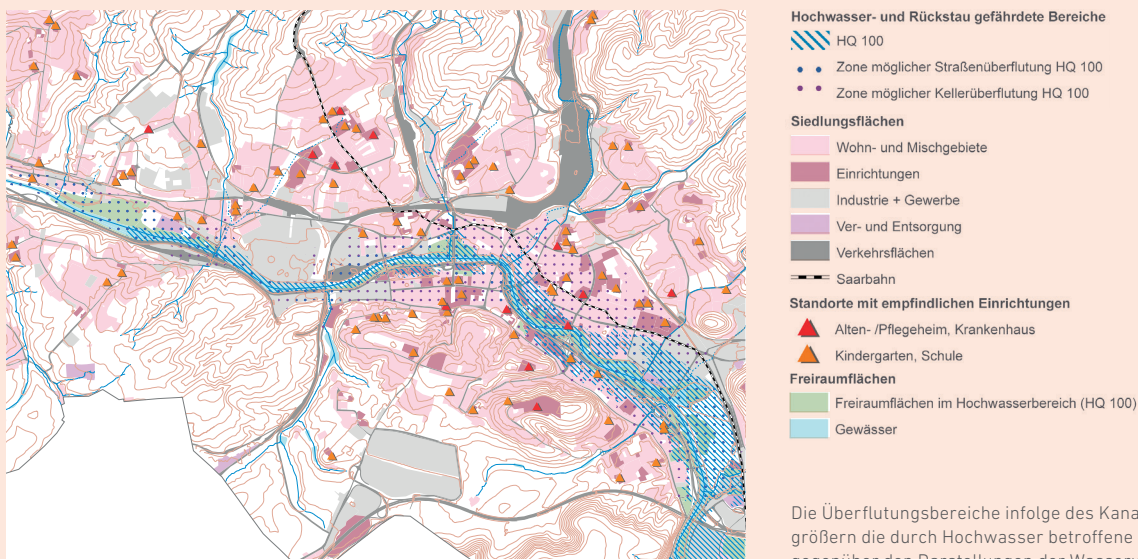 Hochwasser- und Rückstau gefährdete Bereiche
HQ 100
Zone möglicher Straßenüberflutung HQ 100
Zone möglicher Kellerüberflutung HQ 100
Siedlungsflächen
Wohn- und Mischgebiete
Einrichtungen
Industrie + Gewerbe
Ver- und Entsorgung
Verkehrsflächen
Saarbahn
Standorte mit empfindlichen Einrichtungen
Alten- /Pflegeheim, Krankenhaus
Kindergarten, Schule
Freiraumflächen
Freiraumflächen im Hochwasserbereich (HQ 100)
Gewässer
Die Überflutungsbereiche infolge des Kana
größern die durch Hochwasser betroffene